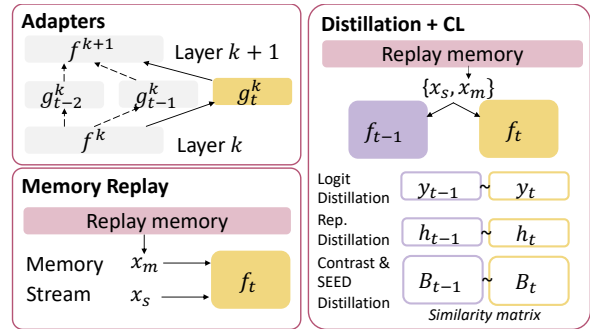 Adapters
f^{k+1} Layer k + 1
g^k_{t-2} g^k_{t-1} g^k_t
f^k Layer k
Memory Replay
Replay memory
Memory x_m
f_t
Stream x_s
Distillation + CL
Replay memory
{x_s, x_m}
f_{t-1} f_t
Logit
Distillation
y_{t-1} ~ y_t
Rep.
Distillation
h_{t-1} ~ h_t
Contrast &
SEED
Distillation
B_{t-1} ~ B_t
Similarity matrix